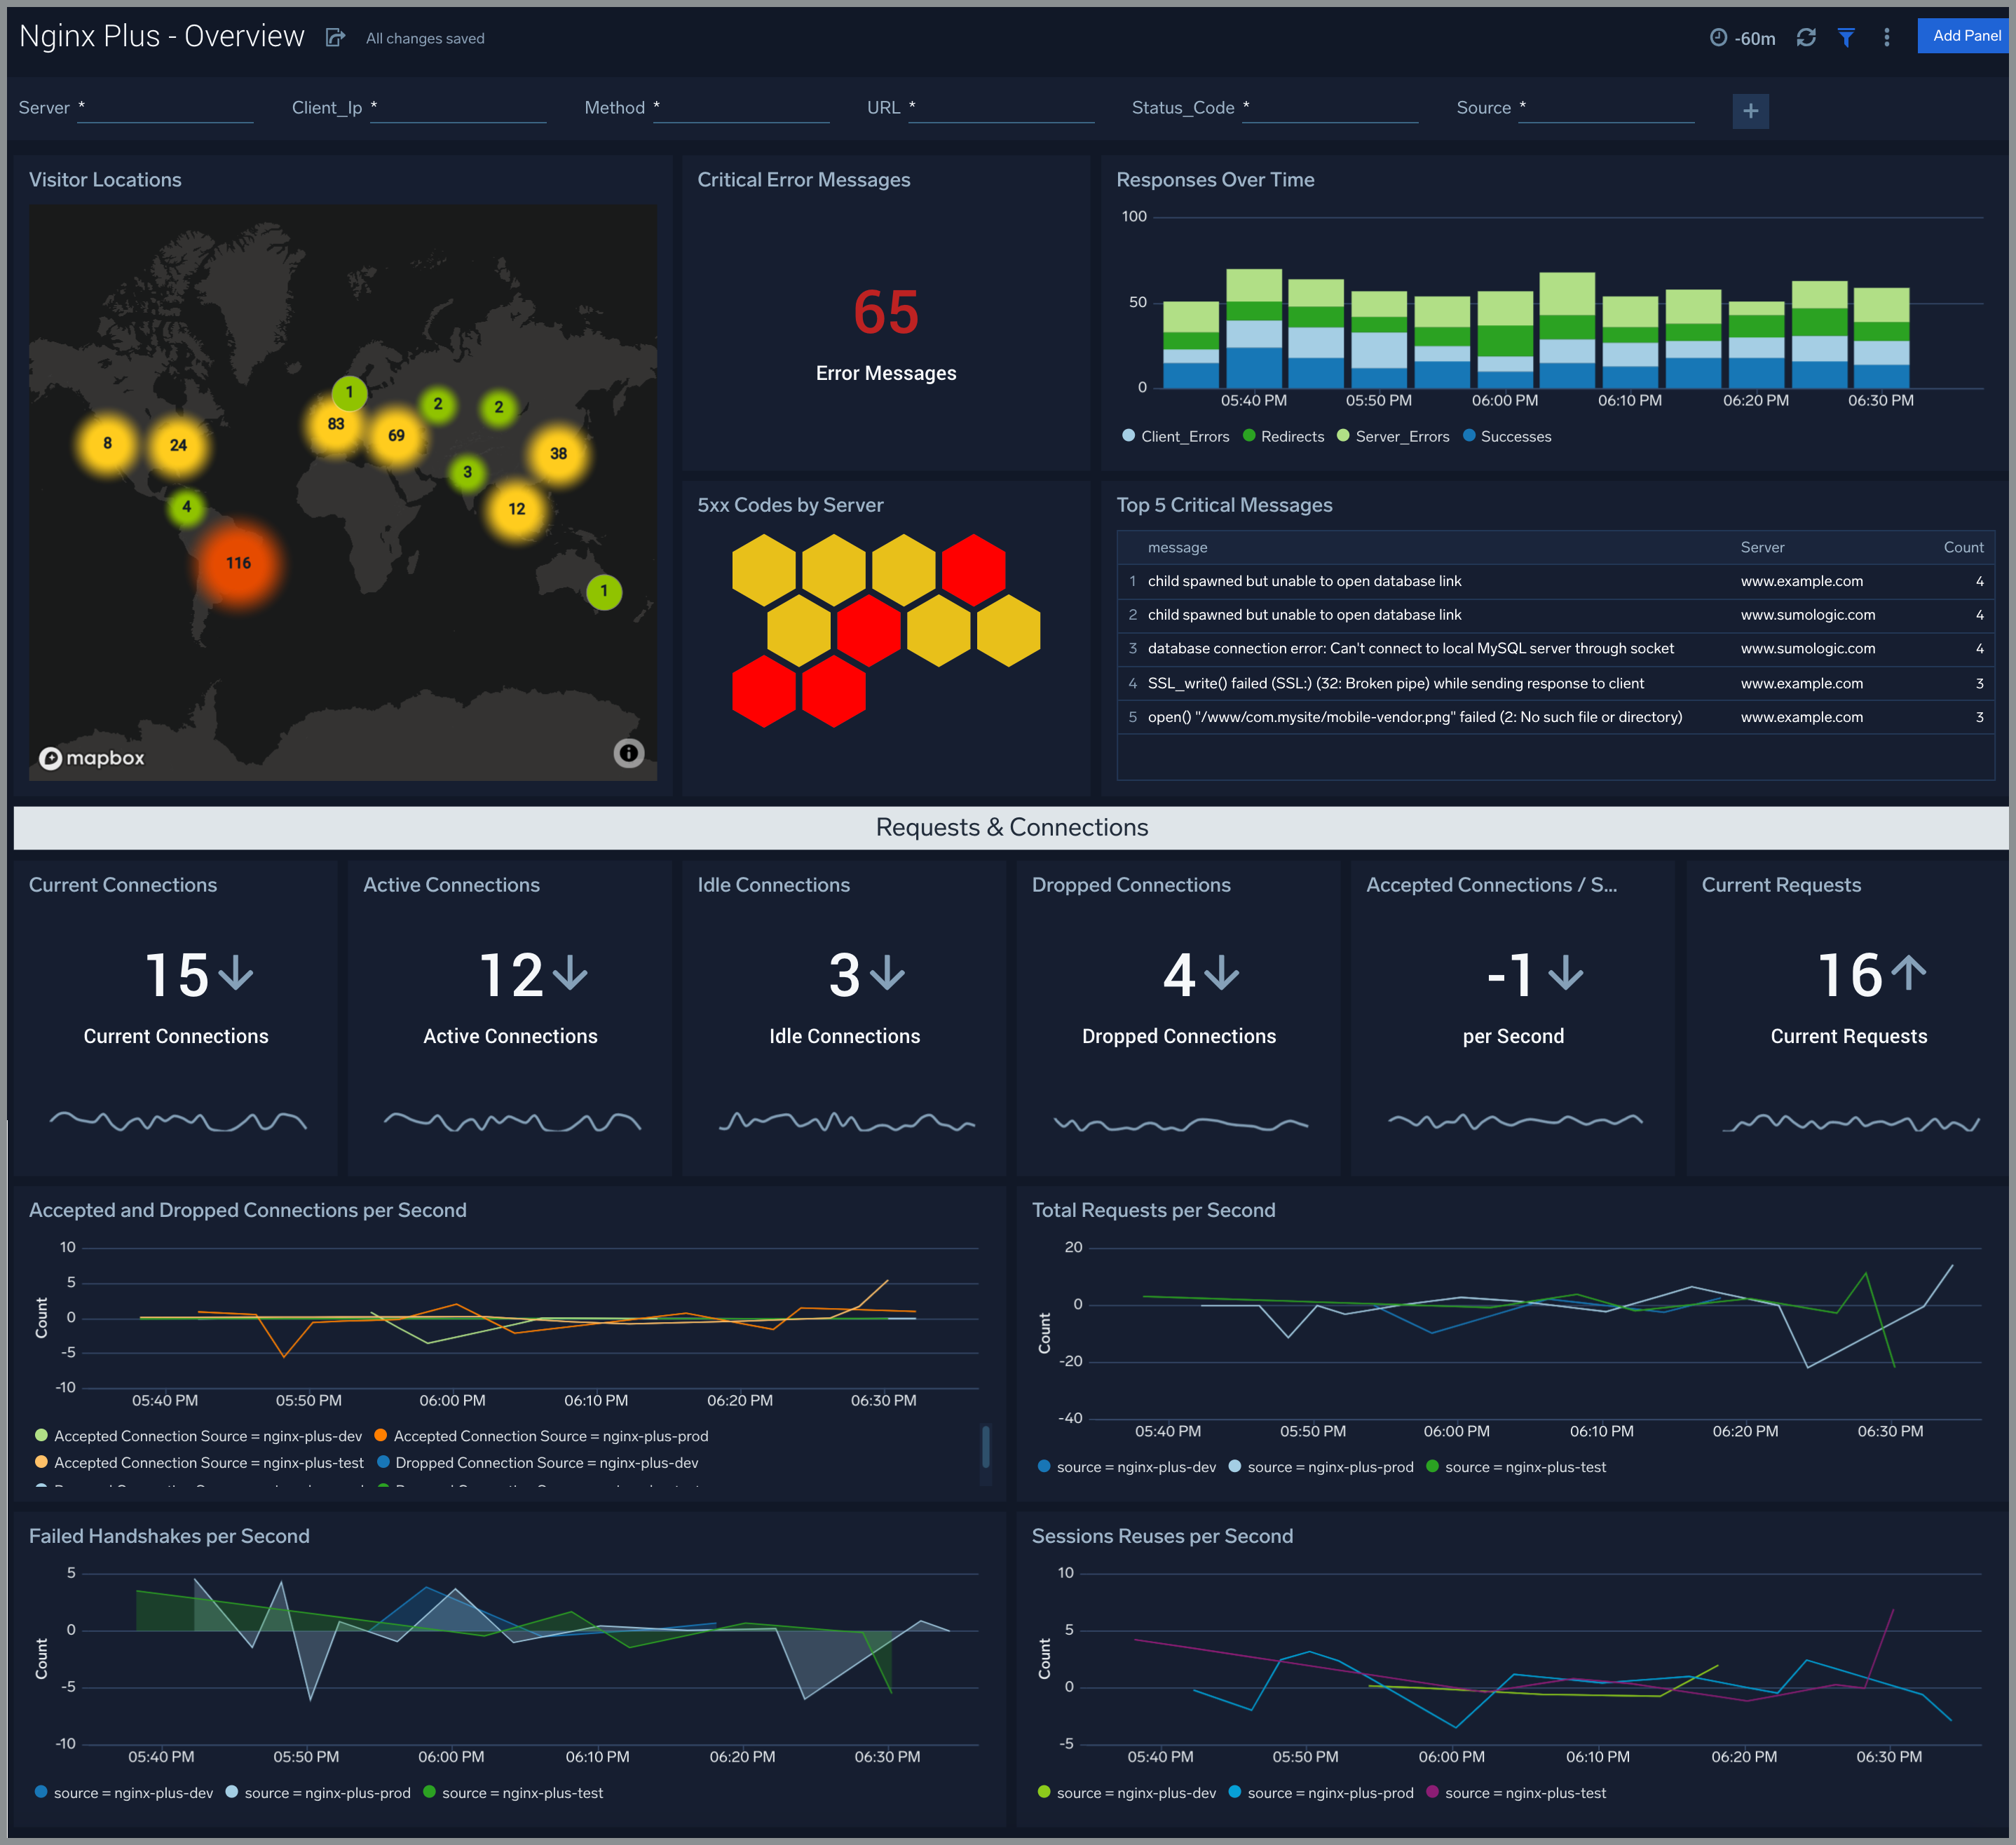 Nginx Plus - Overview
All changes saved
-60m
Add Panel
Server *
Client_Ip *
Method *
URL *
Status_Code *
Source *
+
Visitor Locations
1
83
69
2
2
8
24
38
3
4
12
116
1
mapbox
Critical Error Messages
65
Error Messages
Responses Over Time
100
50
0
05:40 PM 05:50 PM 06:00 PM 06:10 PM 06:20 PM 06:30 PM
Client_Errors Redirects Server_Errors Successes
5xx Codes by Server
Top 5 Critical Messages
message Server Count
1 child spawned but unable to open database link www.example.com 4
2 child spawned but unable to open database link www.sumologic.com 4
3 database connection error: Can't connect to local MySQL server through socket www.sumologic.com 4
4 SSL_write() failed (SSL:) (32: Broken pipe) while sending response to client www.example.com 3
5 open() "/www/com.mysite/mobile-vendor.png" failed (2: No such file or directory) www.example.com 3
Requests & Connections
Current Connections
15
Current Connections
Active Connections
12
Active Connections
Idle Connections
3
Idle Connections
Dropped Connections
4
Dropped Connections
Accepted Connections / S...
-1
per Second
Current Requests
16
Current Requests
Accepted and Dropped Connections per Second
Count
10
5
0
-5
-10
05:40 PM 05:50 PM 06:00 PM 06:10 PM 06:20 PM 06:30 PM
Accepted Connection Source = nginx-plus-dev Accepted Connection Source = nginx-plus-prod
Accepted Connection Source = nginx-plus-test Dropped Connection Source = nginx-plus-dev
Total Requests per Second
Count
20
0
-20
-40
05:40 PM 05:50 PM 06:00 PM 06:10 PM 06:20 PM 06:30 PM
source = nginx-plus-dev source = nginx-plus-prod source = nginx-plus-test
Failed Handshakes per Second
Count
5
0
-5
-10
05:40 PM 05:50 PM 06:00 PM 06:10 PM 06:20 PM 06:30 PM
source = nginx-plus-dev source = nginx-plus-prod source = nginx-plus-test
Sessions Reuses per Second
Count
10
5
0
-5
05:40 PM 05:50 PM 06:00 PM 06:10 PM 06:20 PM 06:30 PM
source = nginx-plus-dev source = nginx-plus-prod source = nginx-plus-test